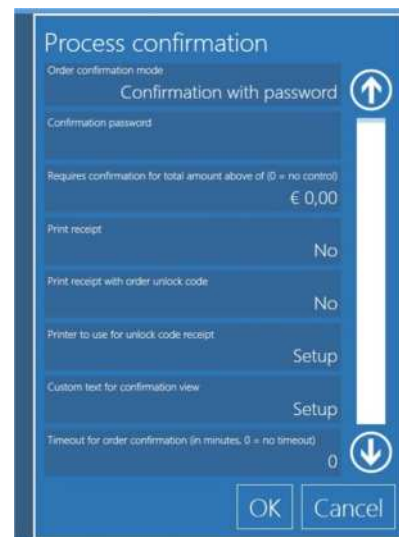 Process confirmation
Order confirmation mode
Confirmation with password
Confirmation password
Requires confirmation for total amount above of (0 = no control)
€ 0,00
Print receipt
No
Print receipt with order unlock code
No
Printer to use for unlock code receipt
Setup
Custom text for confirmation view
Setup
Timeout for order confirmation (in minutes, 0 = no timeout)
0
OK Cancel